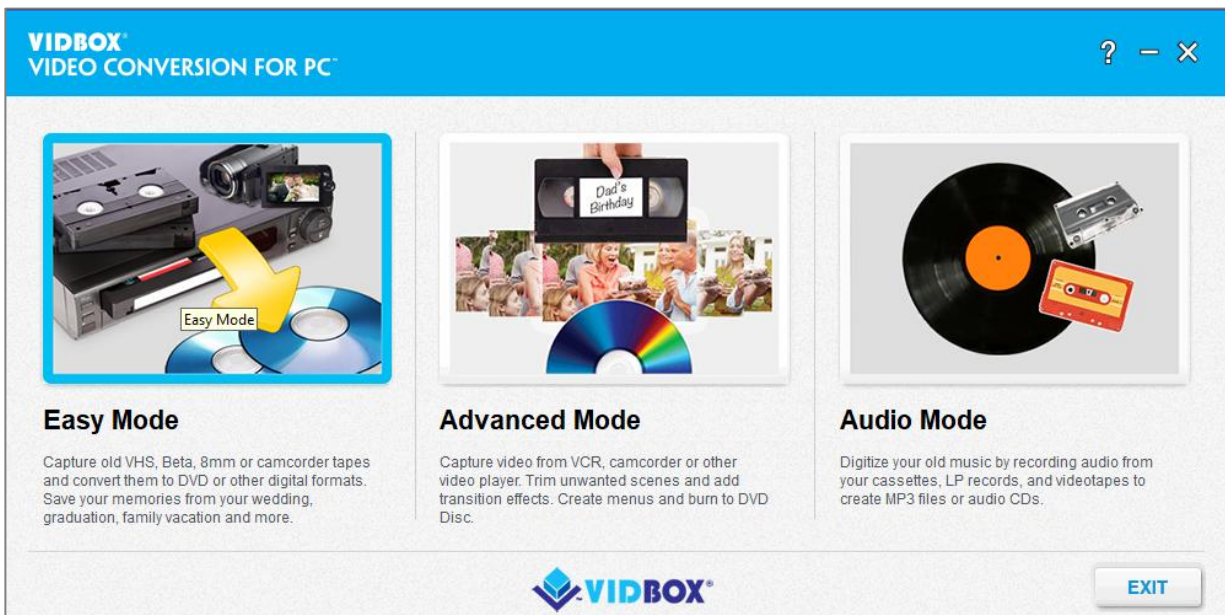 VIDBOX®
VIDEO CONVERSION FOR PC™
? – ×
Dad's
Birthday
Easy Mode
Easy Mode
Capture old VHS, Beta, 8mm or camcorder tapes
and convert them to DVD or other digital formats.
Save your memories from your wedding,
graduation, family vacation and more.
Advanced Mode
Capture video from VCR, camcorder or other
video player. Trim unwanted scenes and add
transition effects. Create menus and burn to DVD
Disc.
Audio Mode
Digitize your old music by recording audio from
your cassettes, LP records, and videotapes to
create MP3 files or audio CDs.
™VIDBOX®
EXIT